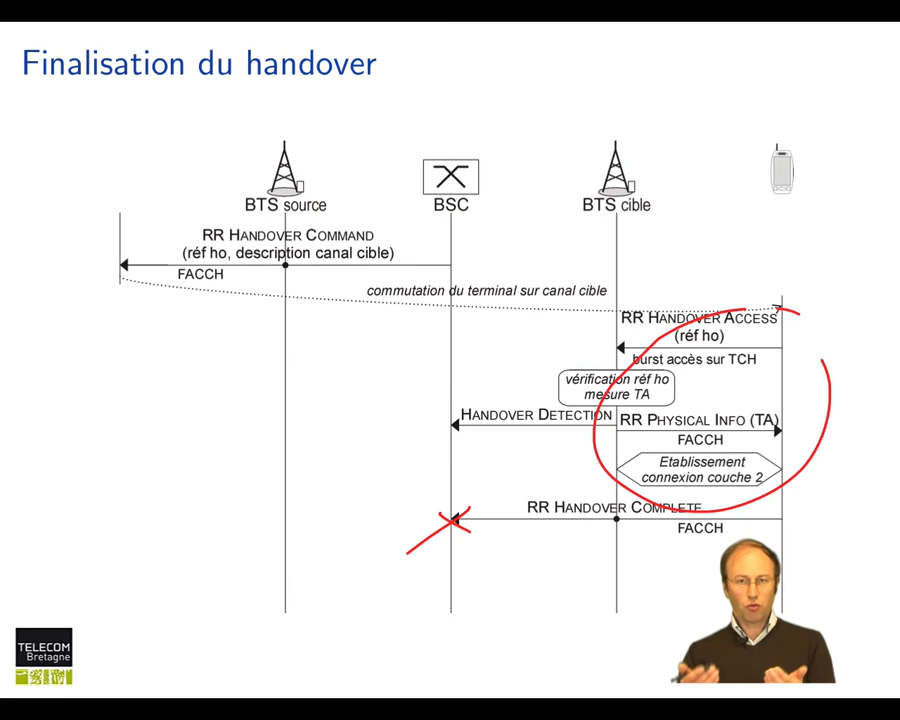 Finalisation du handover
BTS source
BSC
BTS cible
RR HANDOVER COMMAND
(réf ho, description canal cible)
FACCH
commutation du terminal sur canal cible
RR HANDOVER ACCESS
(réf ho)
burst accès sur TCH
vérification réf ho
mesure TA
HANDOVER DETECTION
RR PHYSICAL INFO (TA)
FACCH
Etablissement
connexion couche 2
RR HANDOVER COMPLETE
FACCH
TELECOM
Bretagne